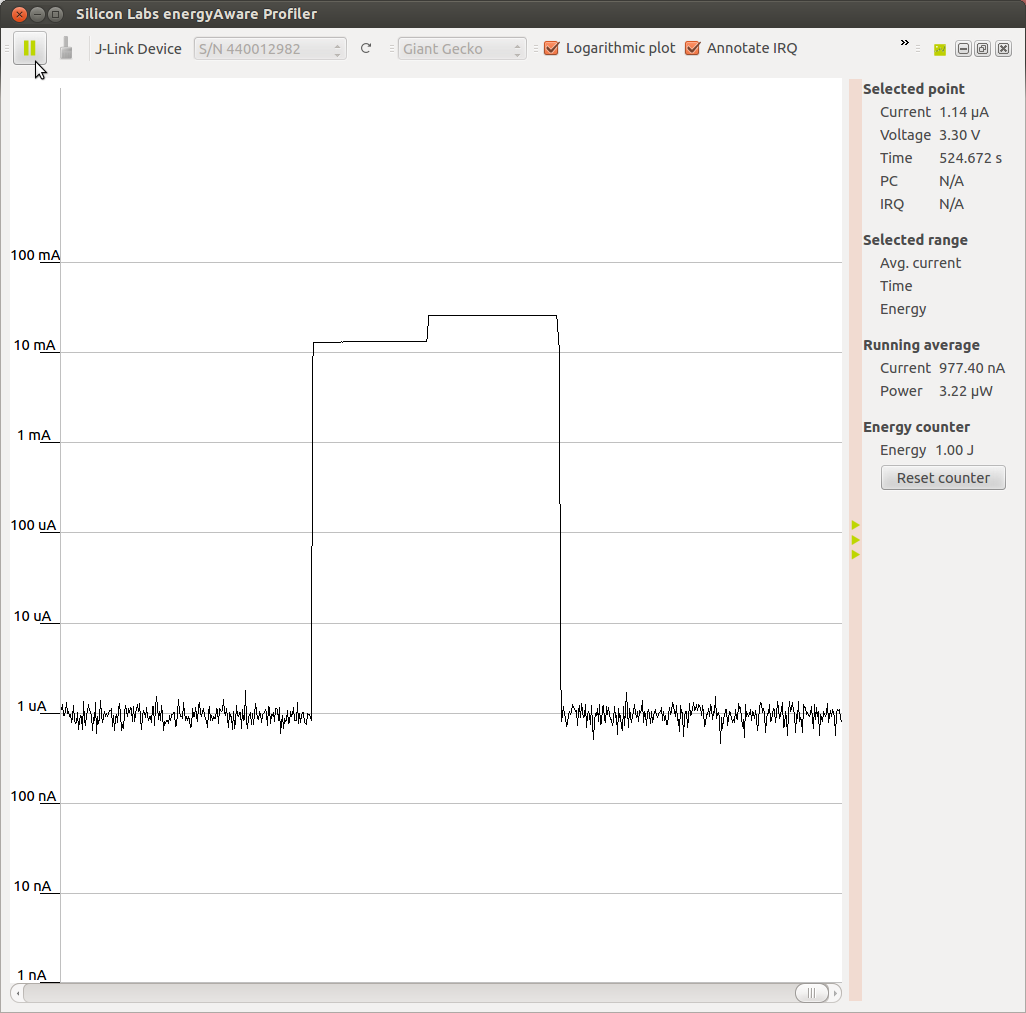 Silicon Labs energyAware Profiler
J-Link Device S/N 440012982 Giant Gecko Logarithmic plot Annotate IRQ »
100 mA
10 mA
1 mA
100 uA
10 uA
1 uA
100 nA
10 nA
1 nA
Selected point
Current 1.14 µA
Voltage 3.30 V
Time 524.672 s
PC N/A
IRQ N/A
Selected range
Avg. current
Time
Energy
Running average
Current 977.40 nA
Power 3.22 µW
Energy counter
Energy 1.00 J
Reset counter